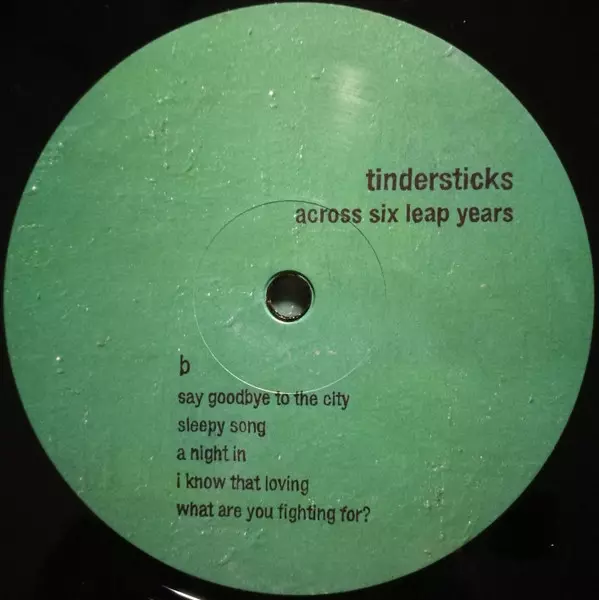 tindersticks
across six leap years
b
say goodbye to the city
sleepy song
a night in
i know that loving
what are you fighting for?